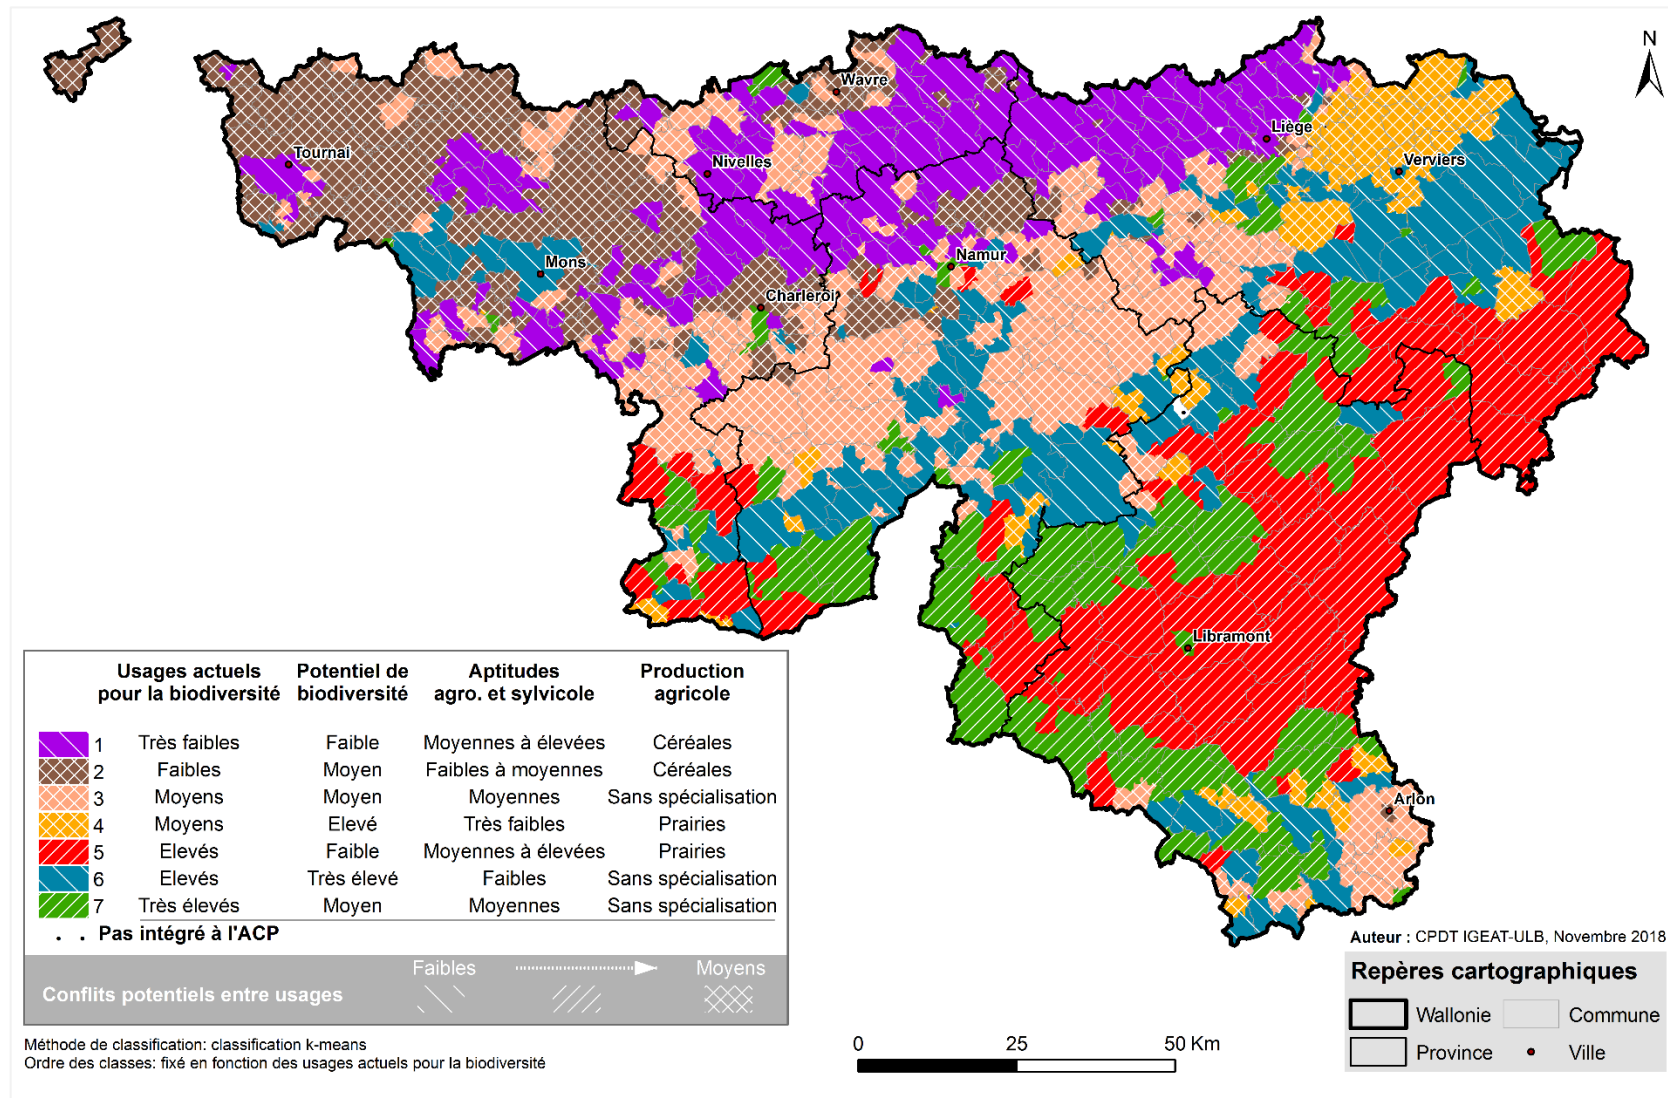 N
Wavre
Liège
Tournai
Nivelles
Verviers
Mons
Namur
Charleroi
Libramont
Arlon
Usages actuels pour la biodiversité
Potentiel de biodiversité
Aptitudes agro. et sylvicole
Production agricole
1 Très faibles Faible Moyennes à élevées Céréales
2 Faibles Moyen Faibles à moyennes Céréales
3 Moyens Moyen Moyennes Sans spécialisation
4 Moyens Elevé Très faibles Prairies
5 Elevés Faible Moyennes à élevées Prairies
6 Elevés Très élevé Faibles Sans spécialisation
7 Très élevés Moyen Moyennes Sans spécialisation
Pas intégré à l'ACP
Faibles Moyens
Conflits potentiels entre usages
Méthode de classification: classification k-means
Ordre des classes: fixé en fonction des usages actuels pour la biodiversité
0 25 50 Km
Auteur : CPDT IGEAT-ULB, Novembre 2018
Repères cartographiques
Wallonie Commune
Province Ville